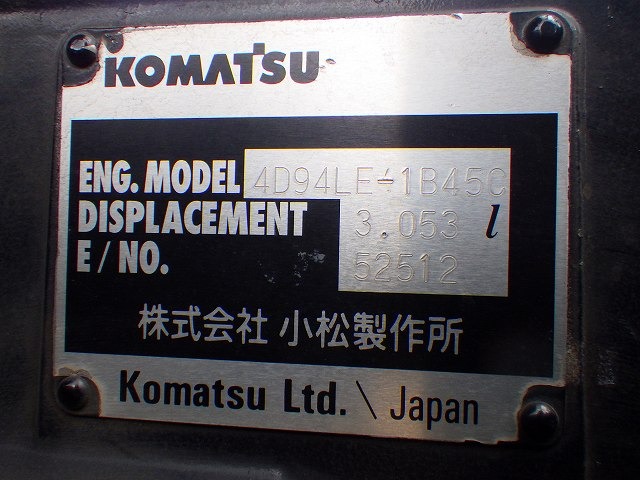 KOMATSU
ENG. MODEL 4D94LE-1B45C
DISPLACEMENT 3.053 l
E / NO. 52512
株式会社 小松製作所
Komatsu Ltd. \ Japan